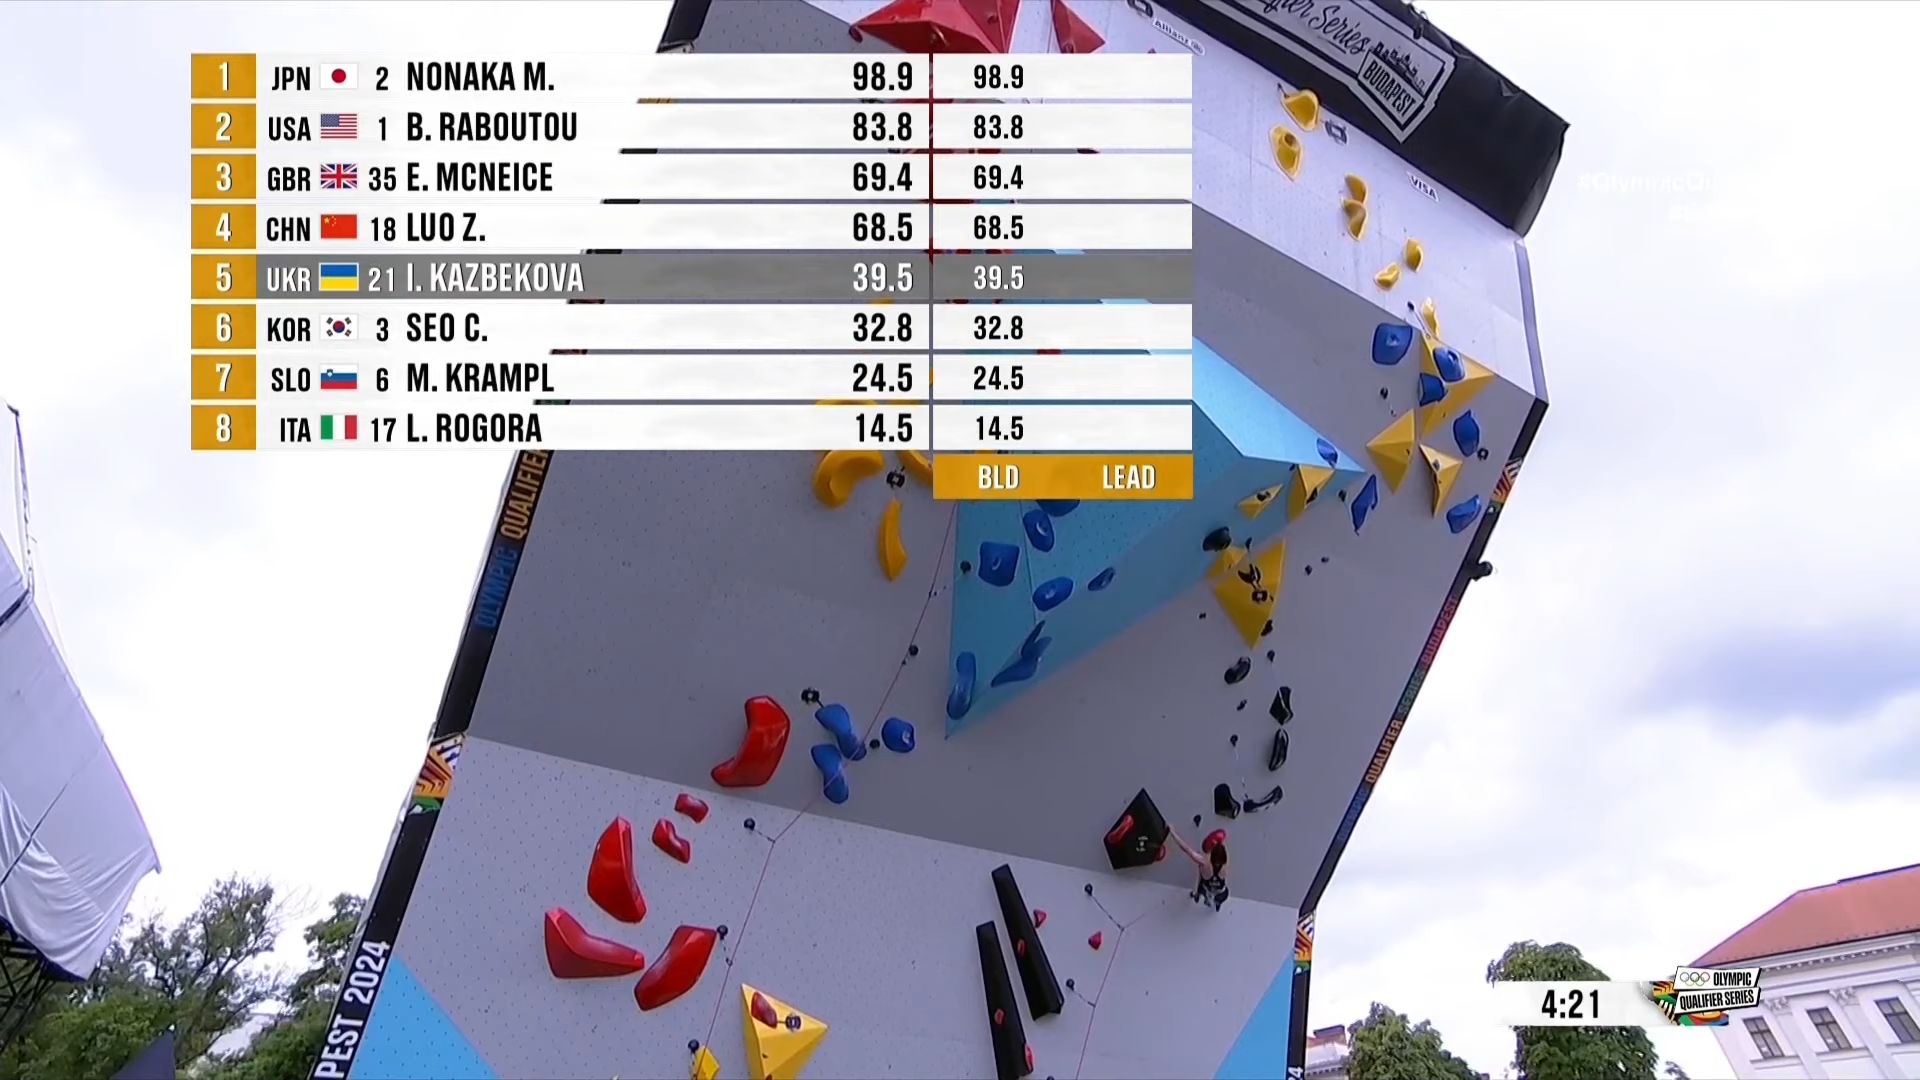 1 JPN 2 NONAKA M. 98.9 98.9
2 USA 1 B. RABOUTOU 83.8 83.8
3 GBR 35 E. MCNEICE 69.4 69.4
4 CHN 18 LUO Z. 68.5 68.5
5 UKR 21 I. KAZBEKOVA 39.5 39.5
6 KOR 3 SEO C. 32.8 32.8
7 SLO 6 M. KRAMPL 24.5 24.5
8 ITA 17 L. ROGORA 14.5 14.5
BLD LEAD
Allianz
Series
BUDAPEST
VISA
OLYMPIC QUALIFIER
QUALIFIER SERIES BUDAPEST
PEST 2024
4:21
OLYMPIC
QUALIFIER SERIES